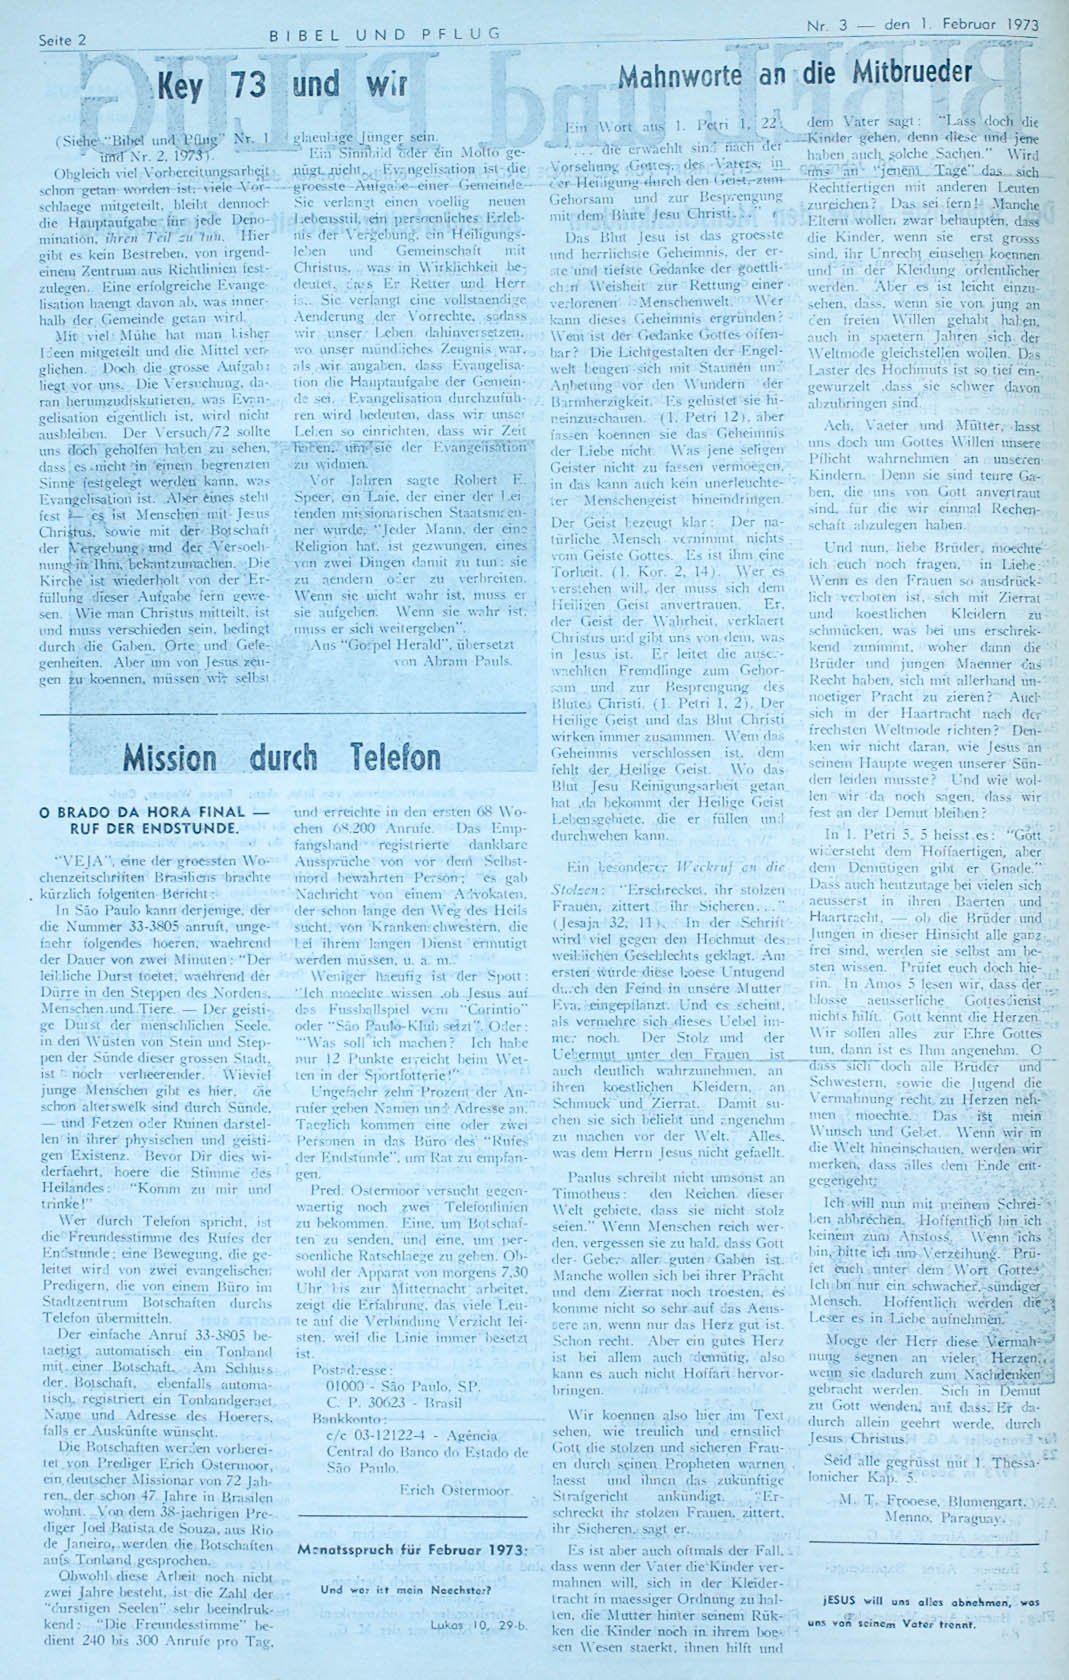 Seite 2
BIBEL UND PFLUG
Nr. 3 — den 1. Februar 1973
Key 73 und wir
(Siehe "Bibel und Pflug" Nr. 1
und Nr. 2, 1973).
Obgleich viel Vorbereitungsarbeit
schon getan worden ist, viele Vor-
schlaege mitgeteilt, bleibt dennoch
die Hauptaufgabe für jede Deno-
mination, ihren Teil zu tun. Hier
gibt es kein Bestreben, von irgend-
einem Zentrum aus Richtlinien fest-
zulegen. Eine erfolgreiche Evange-
lisation haengt davon ab, was inner-
halb der Gemeinde getan wird.
Mit viel Mühe hat man bisher
Ideen mitgeteilt und die Mittel ver-
glichen. Doch die grosse Aufgabe
liegt vor uns. Die Versuchung, da-
ran herumzudiskutieren, was Evan-
gelisation eigentlich ist, wird nicht
ausbleiben. Der Versuch/72 sollte
uns doch geholfen haben zu sehen,
dass es nicht in einem begrenzten
Sinne festgelegt werden kann, was
Evangelisation ist. Aber eines steht
fest — es ist Menschen mit Jesus
Christus, sowie mit der Botschaft
der Vergebung und der Versoeh-
nung in Ihm, bekanntzumachen. Die
Kirche ist wiederholt von der Er-
füllung dieser Aufgabe fern gewe-
sen. Wie man Christus mitteilt, ist
und muss verschieden sein, bedingt
durch die Gaben, Orte und Gele-
genheiten. Aber um von Jesus zeu-
gen zu koennen, müssen wir selbst
glaeubige Jünger sein.
Ein Sinnbild oder ein Motto ge-
nügt nicht. Evangelisation ist die
groesste Aufgabe einer Gemeinde.
Sie verlangt einen voellig neuen
Lebensstil, ein persoenliches Erleb-
nis der Vergebung, ein Heiligungs-
leben und Gemeinschaft mit
Christus, was in Wirklichkeit be-
deutet, dass Er Retter und Herr
ist. Sie verlangt eine vollstaendige
Aenderung der Vorrechte, sodass
wir unser Leben dahinversetzen,
wo unser mündliches Zeugnis war,
als wir angaben, dass Evangelisa-
tion die Hauptaufgabe der Gemein-
de sei. Evangelisation durchzufüh-
ren wird bedeuten, dass wir unser
Leben so einrichten, dass wir Zeit
haben, um sie der Evangelisation
zu widmen.
Vor Jahren sagte Robert E.
Speer, ein Laie, der einer der Lei-
tenden missionarischen Staatsmaen-
ner wurde, "Jeder Mann, der eine
Religion hat, ist gezwungen, eines
von zwei Dingen damit zu tun: sie
zu aendern oder zu verbreiten.
Wenn sie nicht wahr ist, muss er
sie aufgeben. Wenn sie wahr ist,
muss er sich weitergeben".
Aus "Gospel Herald", übersetzt
von Abram Pauls.
Mission durch Telefon
O BRADO DA HORA FINAL —
RUF DER ENDSTUNDE.
"VEJA", eine der groessten Wo-
chenzeitschriften Brasiliens brachte
kürzlich folgenten Bericht:
In São Paulo kann derjenige, der
die Nummer 33-3805 anruft, unge-
faehr folgendes hoeren, waehrend
der Dauer von zwei Minuten: "Der
leibliche Durst toetet, waehrend der
Dürre in den Steppen des Nordens,
Menschen und Tiere. — Der geisti-
ge Durst der menschlichen Seele,
in den Wüsten von Stein und Step-
pen der Sünde dieser grossen Stadt,
ist noch verheerender. Wieviel
junge Menschen gibt es hier, die
schon alterswelk sind durch Sünde,
— und Fetzen oder Ruinen darstel-
len in ihrer physischen und geisti-
gen Existenz. Bevor Dir dies wi-
derfaehrt, hoere die Stimme des
Heilandes: "Komm zu mir und
trinke!"
Wer durch Telefon spricht, ist
die Freundesstimme des Rufes der
Endstunde; eine Bewegung, die ge-
leitet wird von zwei evangelischen
Predigern, die von einem Büro im
Stadtzentrum Botschaften durchs
Telefon übermitteln.
Der einfache Anruf 33-3805 be-
taetigt automatisch ein Tonband
mit einer Botschaft. Am Schluss
der Botschaft, ebenfalls automa-
tisch, registriert ein Tonbandgeraet
Name und Adresse des Hoerers,
falls er Auskünfte wünscht.
Die Botschaften werden vorberei-
tet von Prediger Erich Ostermoor,
ein deutscher Missionar von 72 Jah-
ren, der schon 47 Jahre in Brasilen
wohnt. Von dem 38-jaehrigen Pre-
diger Joel Batista de Souza, aus Rio
de Janeiro, werden die Botschaften
aufs Tonband gesprochen.
Obwohl diese Arbeit noch nicht
zwei Jahre besteht, ist die Zahl der
"durstigen Seelen" sehr beeindruk-
kend: "Die Freundesstimme" be-
dient 240 bis 300 Anrufe pro Tag,
und erreichte in den ersten 68 Wo-
chen 68.200 Anrufe. Das Emp-
fangsband registrierte dankbare
Aussprüche von vor dem Selbst-
mord bewahrten Person; es gab
Nachricht von einem Advokaten,
der schon lange den Weg des Heils
sucht, von Krankenschwestern, die
bei ihrem langen Dienst ermutigt
werden müssen, u. a. m.
Weniger haeufig ist der Spott:
"Ich moechte wissen ,ob Jesus auf
das Fussballspiel vom "Corintio"
oder "São Paulo-Klub setzt". Oder:
"Was soll ich machen? Ich habe
nur 12 Punkte erreicht beim Wet-
ten in der Sportlotterie!"
Ungefaehr zehn Prozent der An-
rufer geben Namen und Adresse an.
Taeglich kommen eine oder zwei
Personen in das Büro des "Rufes
der Endstunde", um Rat zu empfan-
gen.
Pred. Ostermoor versucht gegen-
waertig noch zwei Telefonlinien
zu bekommen. Eine, um Botschaf-
ten zu senden, und eine, um per-
soenliche Ratschlaege zu geben. Ob-
wohl der Apparat von morgens 7,30
Uhr bis zur Mitternacht arbeitet,
zeigt die Erfahrung, das viele Leu-
te auf die Verbindung Verzicht lei-
sten, weil die Linie immer besetzt
ist.
Postadresse:
01000 - São Paulo, SP.
C. P. 30623 - Brasil
Bankkonto:
c/c 03-12122-4 - Agência
Central do Banco do Estado de
São Paulo.
Erich Ostermoor.
Monatsspruch für Februar 1973:
Und wer ist mein Naechster?
Lukas 10, 29-b.
Mahnworte an die Mitbrueder
Ein Wort aus 1. Petri 1, 22:
". . . die erwaehlt sind nach der
Vorsehung Gottes, des Vaters, in
der Heiligung durch den Geist, zum
Gehorsam und zur Besprengung
mit dem Blute Jesu Christi."
Das Blut Jesu ist das groesste
und herrlichste Geheimnis, der er-
ste und tiefste Gedanke der goettli-
chen Weisheit zur Rettung einer
verlorenen Menschenwelt. Wer
kann dieses Geheimnis ergründen?
Wem ist der Gedanke Gottes offen-
bar? Die Lichtgestalten der Engel-
welt beugen sich mit Staunen und
Anbetung vor den Wundern der
Barmherzigkeit. Es gelüstet sie hi-
neinzuschauen. (1. Petri 12), aber
fassen koennen sie das Geheimnis
der Liebe nicht. Was jene seligen
Geister nicht zu fassen vermoegen,
in das kann auch kein unerleuchte-
ter Menschengeist hineindringen.
Der Geist bezeugt klar: Der na-
türliche Mensch vernimmt nichts
vom Geiste Gottes. Es ist ihm eine
Torheit. (1. Kor. 2, 14). Wer es
verstehen will, der muss sich dem
Heiligen Geist anvertrauen. Er,
der Geist der Wahrheit, verklaert
Christus und gibt uns von dem, was
in Jesus ist. Er leitet die auser-
waehlten Fremdlinge zum Gehor-
sam und zur Besprengung des
Blutes Christi. (1. Petri 1, 2). Der
Heilige Geist und das Blut Christi
wirken immer zusammen. Wem das
Geheimnis verschlossen ist, dem
fehlt der Heilige Geist. Wo das
Blut Jesu Reinigungsarbeit getan
hat ,da bekommt der Heilige Geist
Lebensgebiete, die er füllen und
durchwehen kann.
Ein besonderer Weckruf an die
Stolzen: "Erschrecket, ihr stolzen
Frauen, zittert ihr Sicheren. . ."
(Jesaja 32, 11). In der Schrift
wird viel gegen den Hochmut des
weiblichen Geschlechts geklagt. Am
ersten wurde diese boese Untugend
durch den Feind in unsere Mutter
Eva, eingepflanzt. Und es scheint,
als vermehre sich dieses Uebel im-
mer noch. Der Stolz und der
Uebermut unter den Frauen ist
auch deutlich wahrzunehmen, an
ihren koestlichen Kleidern, an
Schmuck und Zierrat. Damit su-
chen sie sich beliebt und angenehm
zu machen vor der Welt. Alles,
was dem Herrn Jesus nicht gefaellt.
Paulus schreibt nicht umsonst an
Timotheus: den Reichen dieser
Welt gebiete, dass sie nicht stolz
seien." Wenn Menschen reich wer-
den, vergessen sie zu bald, dass Gott
der Geber aller guten Gaben ist.
Manche wollen sich bei ihrer Pracht
und dem Zierrat noch troesten, es
komme nicht so sehr auf das Aeus-
sere an, wenn nur das Herz gut ist.
Schon recht. Aber ein gutes Herz
ist bei allem auch demütig, also
kann es auch nicht Hoffart hervor-
bringen.
Wir koennen also hier im Text
sehen, wie treulich und ernstlich
Gott die stolzen und sicheren Frau-
en durch seinen Propheten warnen
laesst und ihnen das zukünftige
Strafgericht ankündigt. "Er-
schreckt ihr stolzen Frauen, zittert,
ihr Sicheren, sagt er.
Es ist aber auch oftmals der Fall,
dass wenn der Vater die Kinder ver-
mahnen will, sich in der Kleider-
tracht in maessiger Ordnung zu hal-
ten, die Mutter hinter seinem Rük-
ken die Kinder noch in ihrem boe-
sen Wesen staerkt, ihnen hilft und
dem Vater sagt: "Lass doch die
Kinder gehen, denn diese und jene
haben auch solche Sachen." Wird
uns an "jenem Tage" das sich
Rechtfertigen mit anderen Leuten
zureichen? Das sei fern!! Manche
Eltern wollen zwar behaupten, dass
die Kinder, wenn sie erst gross
sind, ihr Unrecht einsehen koennen
und in der Kleidung ordentlicher
werden. Aber es ist leicht einzu-
sehen, dass, wenn sie von jung an
den freien Willen gehabt haben,
auch in spaetern Jahren sich der
Weltmode gleichstellen wollen. Das
Laster des Hochmuts ist so tief ein-
gewurzelt ,dass sie schwer davon
abzubringen sind.
Ach, Vaeter und Mütter, lasst
uns doch um Gottes Willen unsere
Pflicht wahrnehmen an unseren
Kindern. Denn sie sind teure Ga-
ben, die uns von Gott anvertraut
sind, für die wir einmal Rechen-
schaft abzulegen haben.
Und nun, liebe Brüder, moechte
ich euch noch fragen, in Liebe:
Wenn es den Frauen so ausdrück-
lich verboten ist, sich mit Zierrat
und koestlichen Kleidern zu
schmücken, was bei uns erschrek-
kend zunimmt, woher dann die
Brüder und jungen Maenner das
Recht haben, sich mit allerhand un-
noetiger Pracht zu zieren? Auch
sich in der Haartracht nach der
frechsten Weltmode richten? Den-
ken wir nicht daran, wie Jesus an
seinem Haupte wegen unserer Sün-
den leiden musste? Und wie wol-
len wir da noch sagen, dass wir
fest an der Demut bleiben?
In 1. Petri 5, 5 heisst es: "Gott
widersteht dem Hoffaertigen, aber
dem Demütigen gibt er Gnade."
Dass auch heutzutage bei vielen sich
aeusserst in ihren Baerten und
Haartracht, — ob die Brüder und
Jungen in dieser Hinsicht alle ganz
frei sind, werden sie selbst am be-
sten wissen. Prüfet euch doch hie-
rin. In Amos 5 lesen wir, dass der
blosse aeusserliche Gottesdienst
nichts hilft. Gott kennt die Herzen.
Wir sollen alles zur Ehre Gottes
tun, dann ist es Ihm angenehm. O
dass sich doch alle Brüder und
Schwestern, sowie die Jugend die
Vermahnung recht zu Herzen neh-
men moechte. Das ist mein
Wunsch und Gebet. Wenn wir in
die Welt hineinschauen, werden wir
merken, dass alles dem Ende ent-
gegengeht.
Ich will nun mit meinem Schrei-
ben abbrechen. Hoffentlich bin ich
keinem zum Anstoss. Wenn ichs
bin, bitte ich um Verzeihung. Prü-
fet euch unter dem Wort Gottes.
Ich bn nur ein schwacher, sündiger
Mensch. Hoffentlich werden die
Leser es in Liebe aufnehmen.
Moege der Herr diese Vermah-
nung segnen an vieler Herzen,
wenn sie dadurch zum Nachdenken
gebracht werden. Sich in Demut
zu Gott wenden, auf dass Er da-
durch allein geehrt werde, durch
Jesus Christus.
Seid alle gegrüsst mit 1. Thessa-
lonicher Kap. 5.
M. T. Frooese, Blumengart,
Menno, Paraguay.
jESUS will uns alles abnehmen, was
uns von seinem Vater trennt.